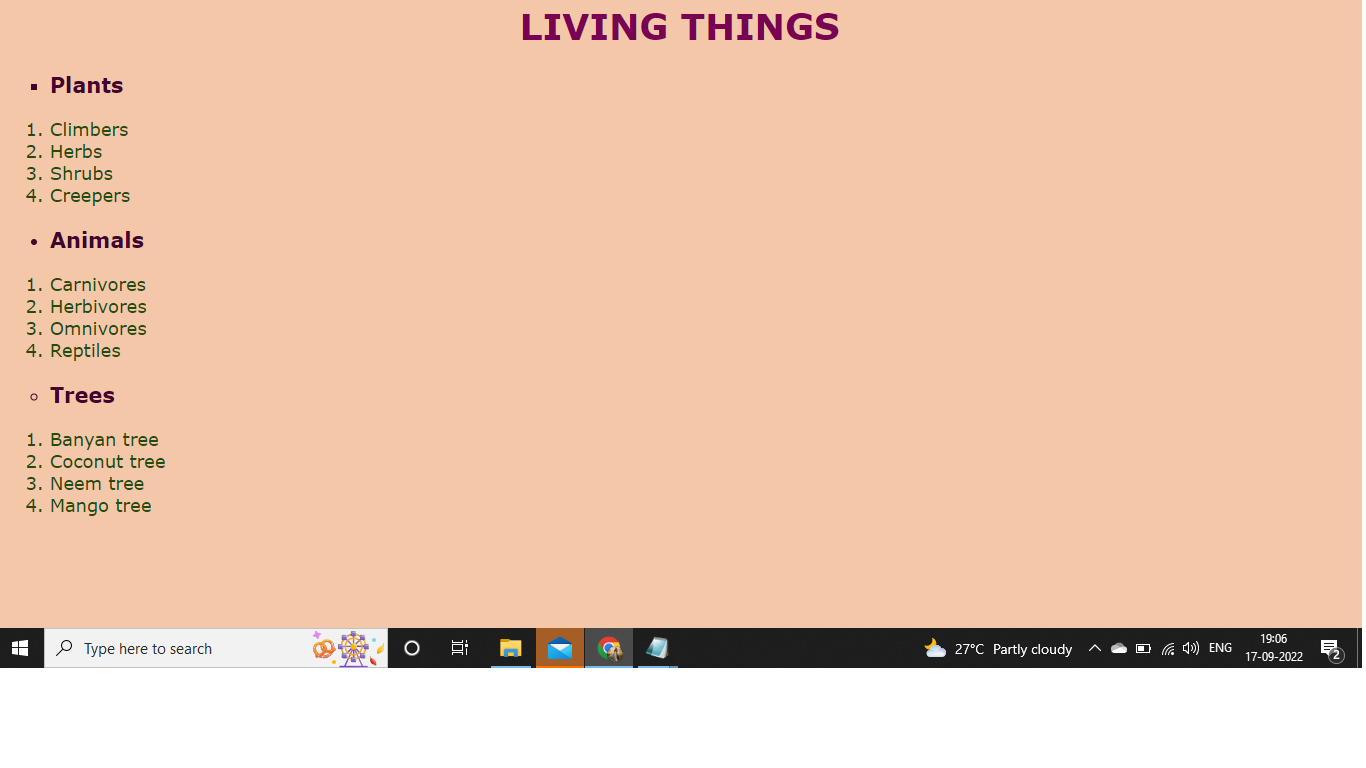 LIVING THINGS
▪ Plants
1. Climbers
2. Herbs
3. Shrubs
4. Creepers
• Animals
1. Carnivores
2. Herbivores
3. Omnivores
4. Reptiles
◦ Trees
1. Banyan tree
2. Coconut tree
3. Neem tree
4. Mango tree
Type here to search
27°C Partly cloudy
ENG
19:06
17-09-2022
2